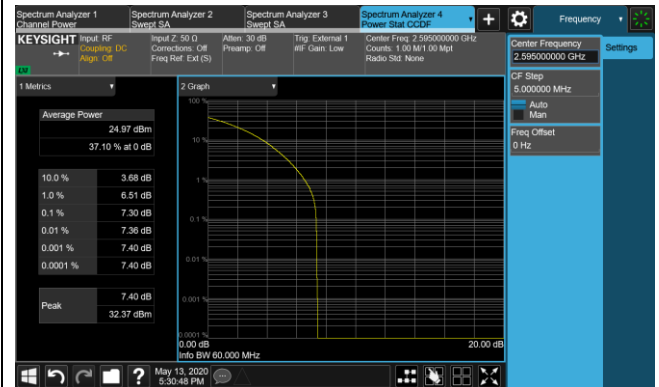 Spectrum Analyzer 1
Channel Power
Spectrum Analyzer 2
Swept SA
Spectrum Analyzer 3
Swept SA
Spectrum Analyzer 4
Power Stat CCDF
+
Frequency
KEYSIGHT
Input: RF
Coupling: DC
Align: Off
Input Z: 50 Ω
Corrections: Off
Freq Ref: Ext (S)
Atten: 30 dB
Preamp: Off
Trig: External 1
#IF Gain: Low
Center Freq: 2.595000000 GHz
Counts: 1.00 M/1.00 Mpt
Radio Std: None
LXI
Center Frequency
2.595000000 GHz
Settings
CF Step
5.000000 MHz
Auto
Man
Freq Offset
0 Hz
1 Metrics
Average Power
24.97 dBm
37.10 % at 0 dB
10.0 % 3.68 dB
1.0 % 6.51 dB
0.1 % 7.30 dB
0.01 % 7.36 dB
0.001 % 7.40 dB
0.0001 % 7.40 dB
Peak
7.40 dB
32.37 dBm
2 Graph
100 %
10 %
1 %
0.1 %
0.01 %
0.001 %
0.0001 %
0.00 dB
20.00 dB
Info BW 60.000 MHz
?
May 13, 2020
5:30:48 PM